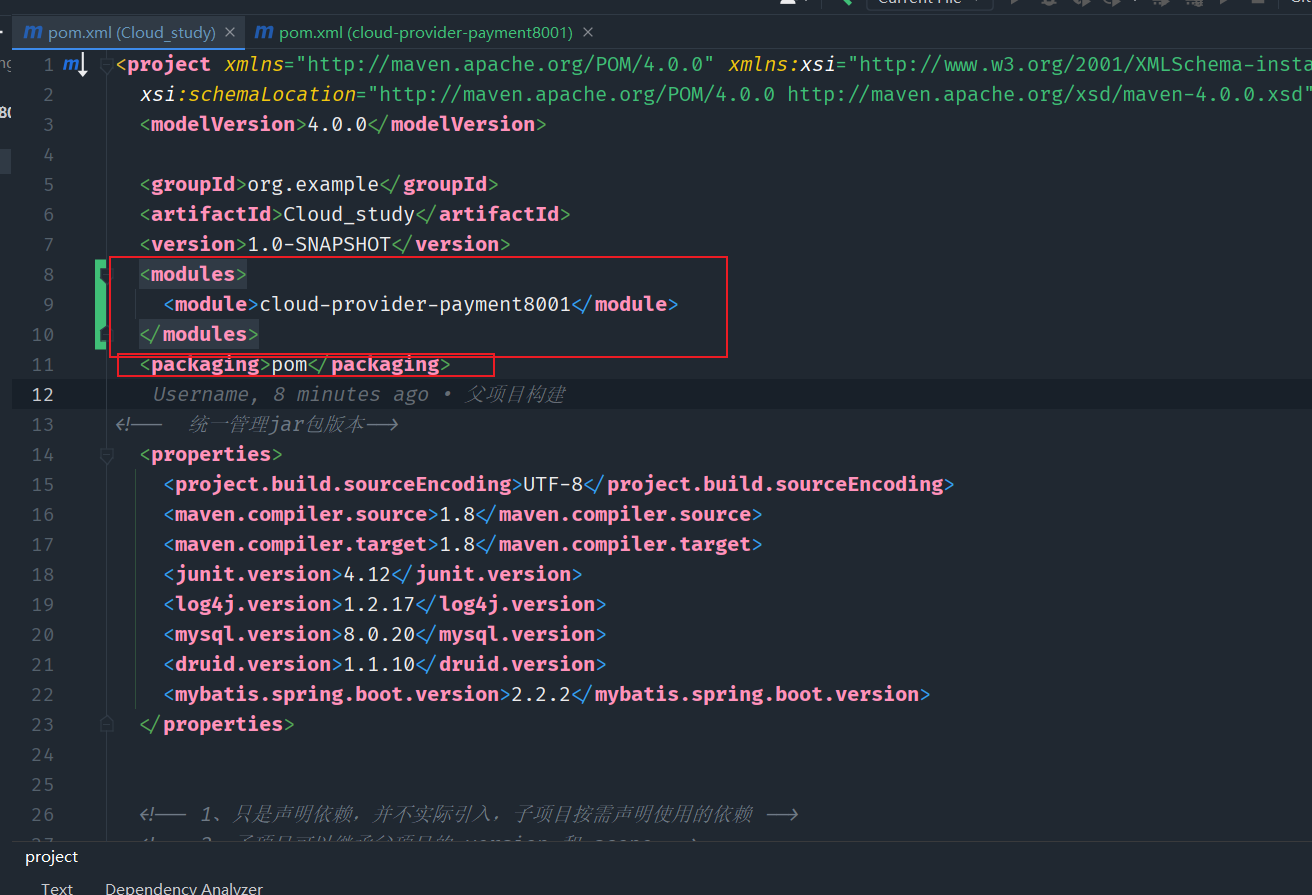 Current File
pom.xml (Cloud_study) ×
pom.xml (cloud-provider-payment8001) ×
1 <project xmlns="http://maven.apache.org/POM/4.0.0" xmlns:xsi="http://www.w3.org/2001/XMLSchema-insta
2 xsi:schemaLocation="http://maven.apache.org/POM/4.0.0 http://maven.apache.org/xsd/maven-4.0.0.xsd"
3 <modelVersion>4.0.0</modelVersion>
4
5 <groupId>org.example</groupId>
6 <artifactId>Cloud_study</artifactId>
7 <version>1.0-SNAPSHOT</version>
8 <modules>
9 <module>cloud-provider-payment8001</module>
10 </modules>
11 <packaging>pom</packaging>
12 Username, 8 minutes ago • 父项目构建
13 <!-- 统一管理jar包版本-->
14 <properties>
15 <project.build.sourceEncoding>UTF-8</project.build.sourceEncoding>
16 <maven.compiler.source>1.8</maven.compiler.source>
17 <maven.compiler.target>1.8</maven.compiler.target>
18 <junit.version>4.12</junit.version>
19 <log4j.version>1.2.17</log4j.version>
20 <mysql.version>8.0.20</mysql.version>
21 <druid.version>1.1.10</druid.version>
22 <mybatis.spring.boot.version>2.2.2</mybatis.spring.boot.version>
23 </properties>
24
25
26 <!-- 1、只是声明依赖，并不实际引入，子项目按需声明使用的依赖 -->
project
Text Dependency Analyzer